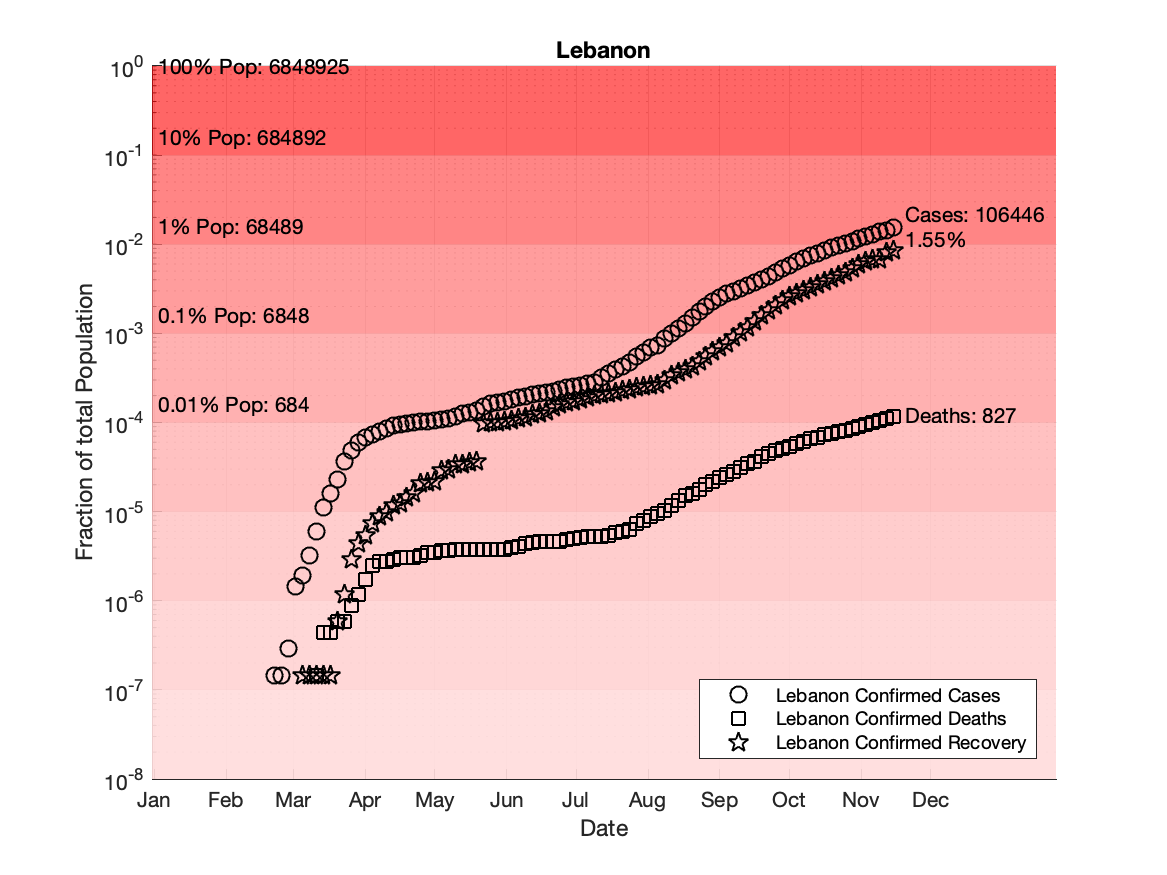 Lebanon
10^0
100% Pop: 6848925
10% Pop: 684892
10^-1
1% Pop: 68489
10^-2
Cases: 106446
1.55%
0.1% Pop: 6848
10^-3
0.01% Pop: 684
10^-4
Deaths: 827
10^-5
10^-6
10^-7
10^-8
Fraction of total Population
Lebanon Confirmed Cases
Lebanon Confirmed Deaths
Lebanon Confirmed Recovery
Jan Feb Mar Apr May Jun Jul Aug Sep Oct Nov Dec
Date